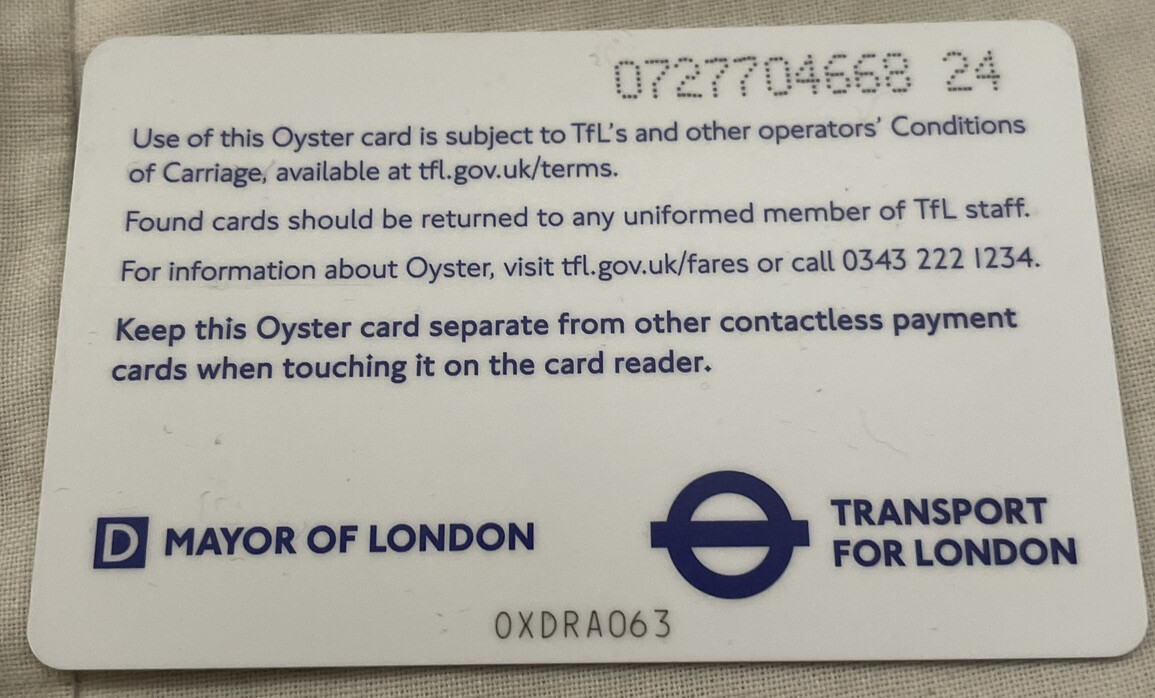 0727704668 24
Use of this Oyster card is subject to TfL's and other operators' Conditions
of Carriage, available at tfl.gov.uk/terms.
Found cards should be returned to any uniformed member of TfL staff.
For information about Oyster, visit tfl.gov.uk/fares or call 0343 222 1234.
Keep this Oyster card separate from other contactless payment
cards when touching it on the card reader.
D MAYOR OF LONDON
TRANSPORT
FOR LONDON
0XDRA063